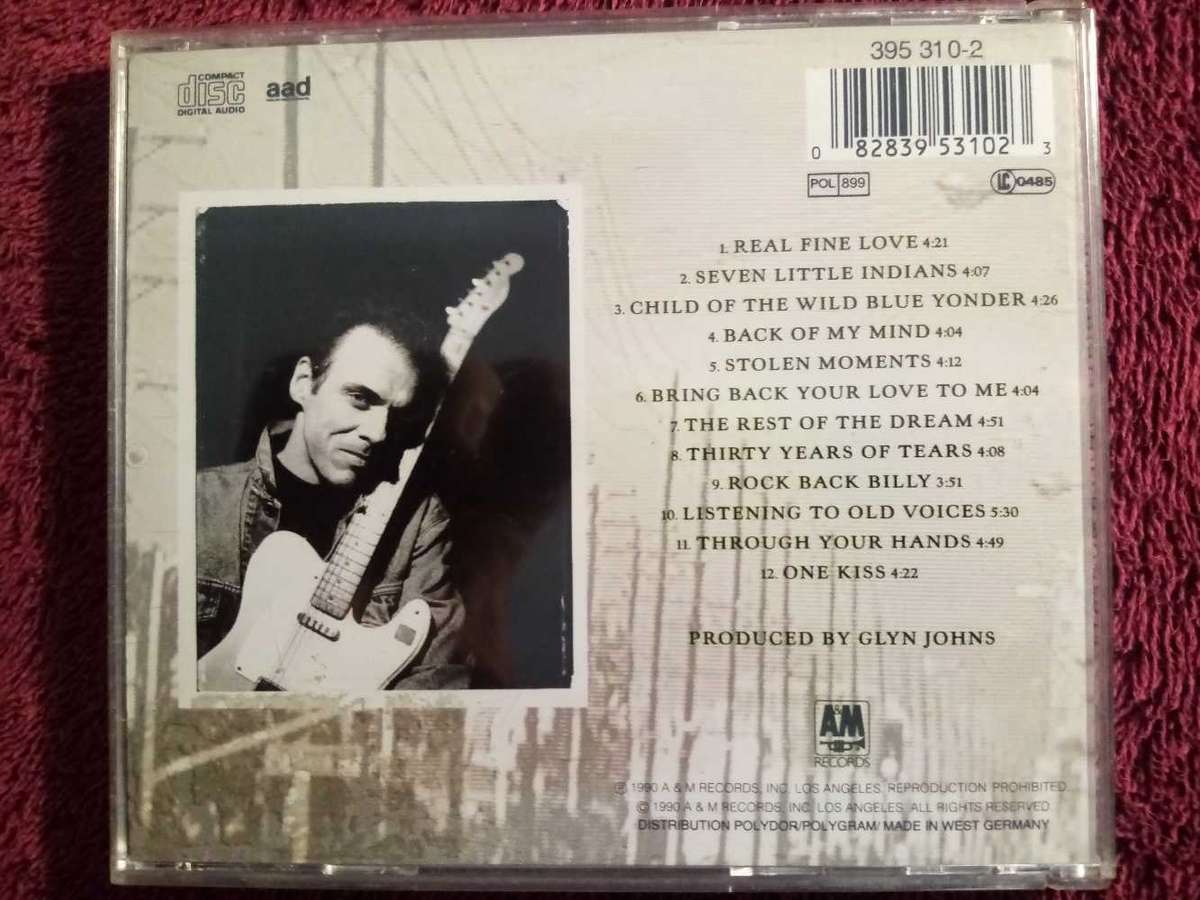 COMPACT
disc
DIGITAL AUDIO
aad
395 310-2
0 82839 53102 3
POL 899
LC 0485
1. REAL FINE LOVE 4:21
2. SEVEN LITTLE INDIANS 4:07
3. CHILD OF THE WILD BLUE YONDER 4:26
4. BACK OF MY MIND 4:04
5. STOLEN MOMENTS 4:12
6. BRING BACK YOUR LOVE TO ME 4:04
7. THE REST OF THE DREAM 4:51
8. THIRTY YEARS OF TEARS 4:08
9. ROCK BACK BILLY 3:51
10. LISTENING TO OLD VOICES 5:30
11. THROUGH YOUR HANDS 4:49
12. ONE KISS 4:22
PRODUCED BY GLYN JOHNS
A&M
RECORDS
℗ 1990 A & M RECORDS, INC. LOS ANGELES. REPRODUCTION PROHIBITED.
© 1990 A & M RECORDS, INC. LOS ANGELES. ALL RIGHTS RESERVED
DISTRIBUTION POLYDOR/POLYGRAM/ MADE IN WEST GERMANY